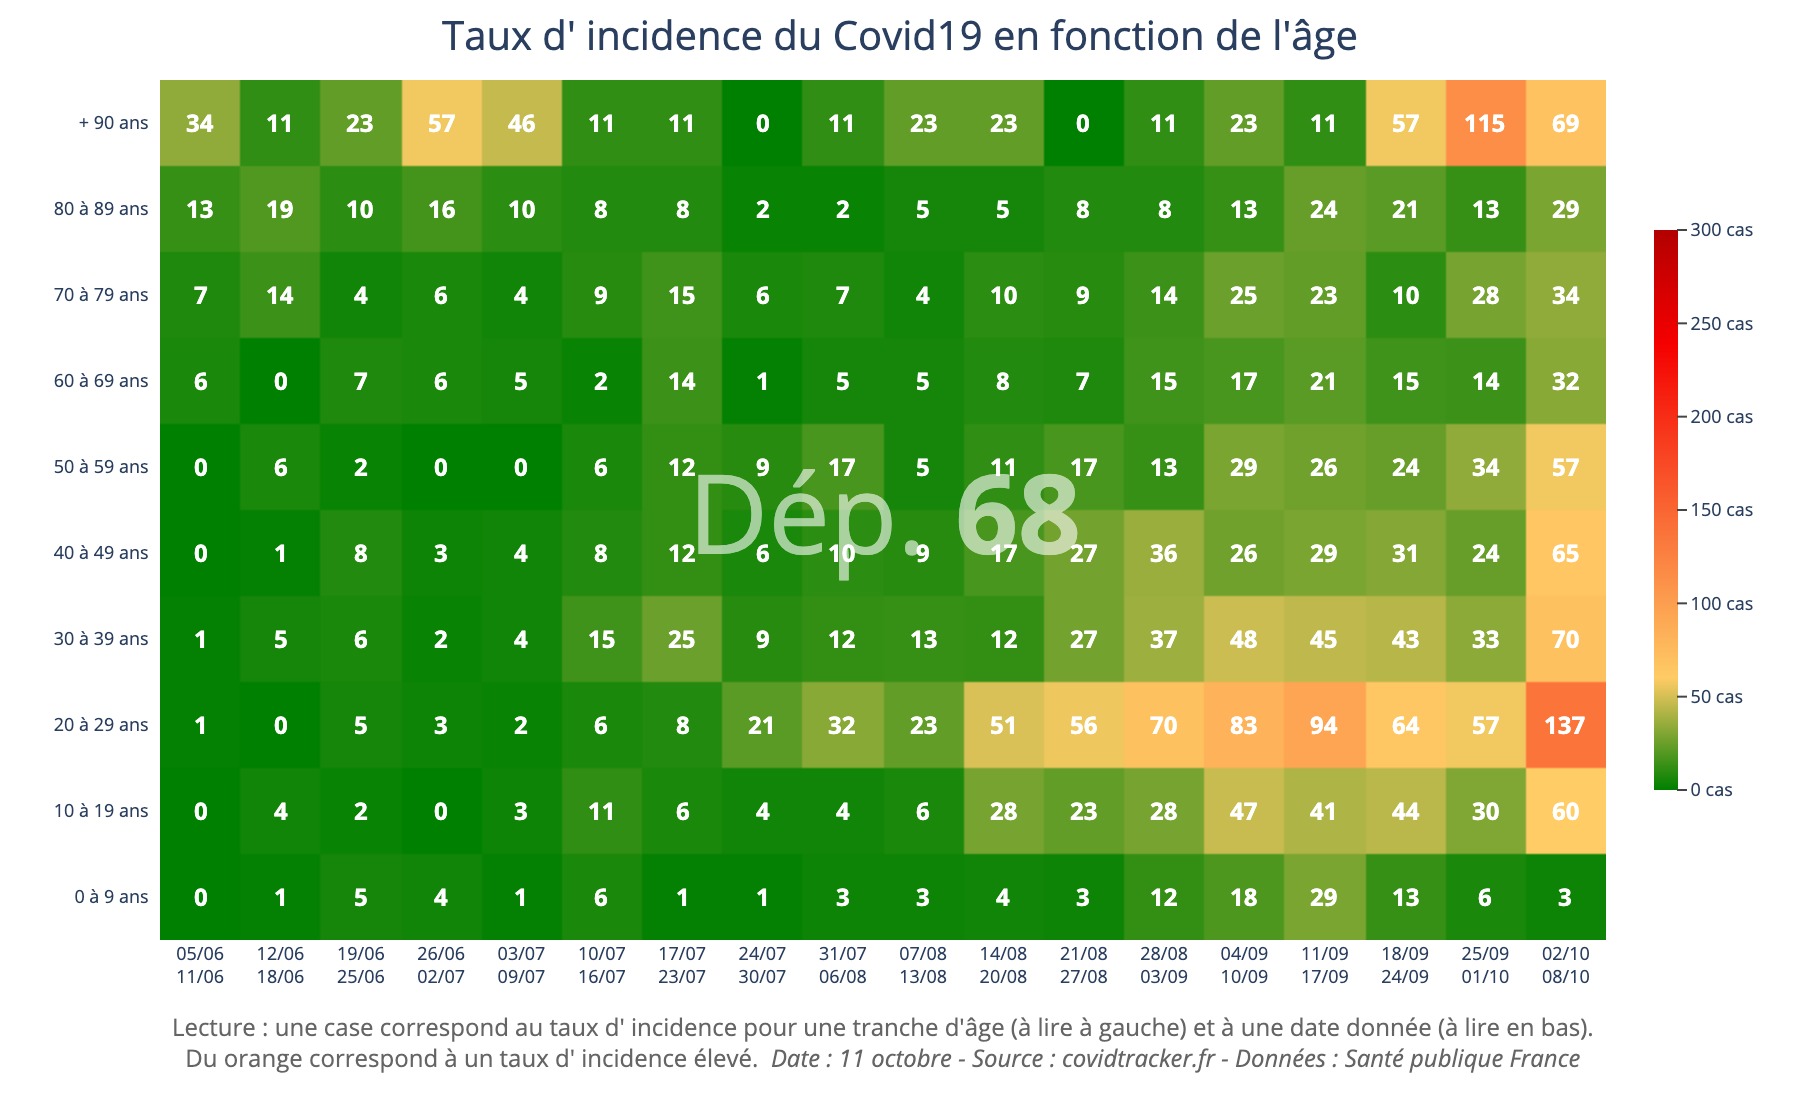 Taux d' incidence du Covid19 en fonction de l'âge
+ 90 ans 34 11 23 57 46 11 11 0 11 23 23 0 11 23 11 57 115 69
80 à 89 ans 13 19 10 16 10 8 8 2 2 5 5 8 8 13 24 21 13 29
70 à 79 ans 7 14 4 6 4 9 15 6 7 4 10 9 14 25 23 10 28 34
60 à 69 ans 6 0 7 6 5 2 14 1 5 5 8 7 15 17 21 15 14 32
50 à 59 ans 0 6 2 0 0 6 12 9 17 5 11 17 13 29 26 24 34 57
Dép. 68
40 à 49 ans 0 1 8 3 4 8 12 6 10 9 17 27 36 26 29 31 24 65
30 à 39 ans 1 5 6 2 4 15 25 9 12 13 12 27 37 48 45 43 33 70
20 à 29 ans 1 0 5 3 2 6 8 21 32 23 51 56 70 83 94 64 57 137
10 à 19 ans 0 4 2 0 3 11 6 4 4 6 28 23 28 47 41 44 30 60
0 à 9 ans 0 1 5 4 1 6 1 1 3 3 4 3 12 18 29 13 6 3
05/06 12/06 19/06 26/06 03/07 10/07 17/07 24/07 31/07 07/08 14/08 21/08 28/08 04/09 11/09 18/09 25/09 02/10
11/06 18/06 25/06 02/07 09/07 16/07 23/07 30/07 06/08 13/08 20/08 27/08 03/09 10/09 17/09 24/09 01/10 08/10
300 cas
250 cas
200 cas
150 cas
100 cas
50 cas
0 cas
Lecture : une case correspond au taux d' incidence pour une tranche d'âge (à lire à gauche) et à une date donnée (à lire en bas).
Du orange correspond à un taux d' incidence élevé. Date : 11 octobre - Source : covidtracker.fr - Données : Santé publique France